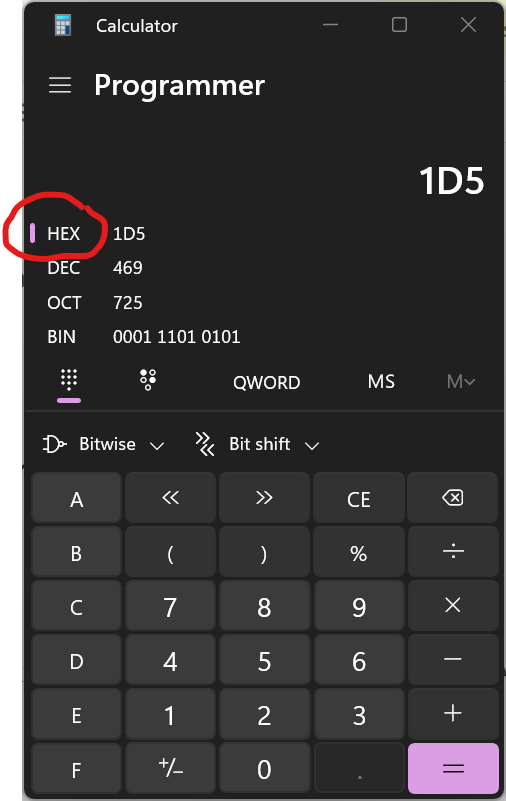 Calculator
Programmer
1D5
HEX 1D5
DEC 469
OCT 725
BIN 0001 1101 0101
QWORD MS M
Bitwise Bit shift
A « » CE
B ( ) % ÷
C 7 8 9 ×
D 4 5 6 −
E 1 2 3 +
F +/− 0 . =